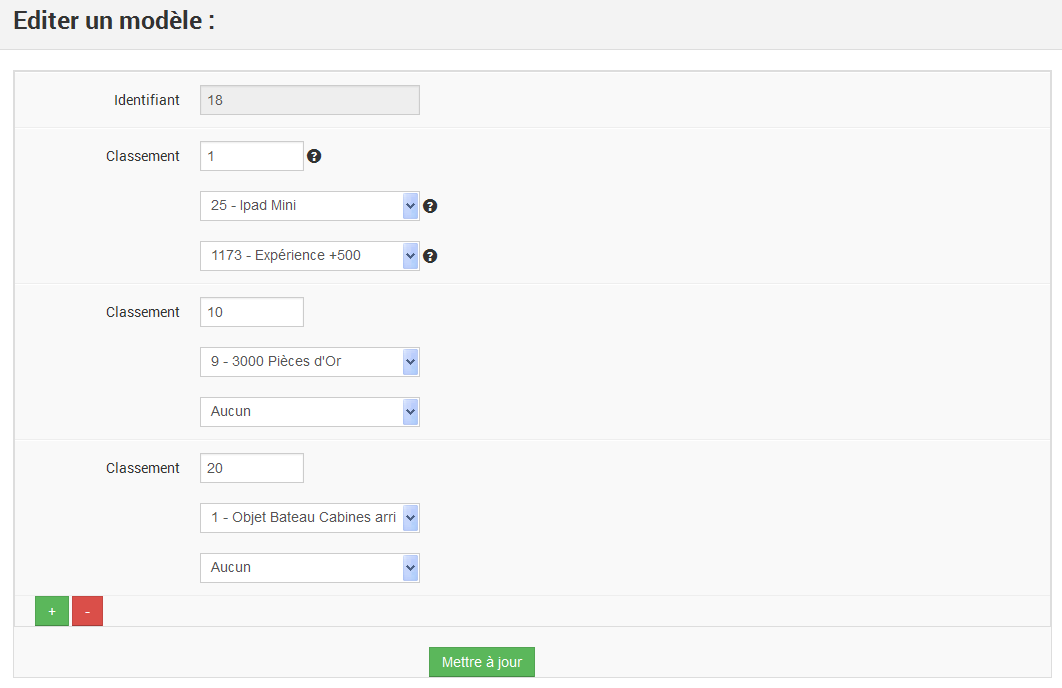 Editer un modèle :
Identifiant 18
Classement 1 ?
25 - Ipad Mini ?
1173 - Expérience +500 ?
Classement 10
9 - 3000 Pièces d'Or
Aucun
Classement 20
1 - Objet Bateau Cabines arri
Aucun
+ -
Mettre à jour